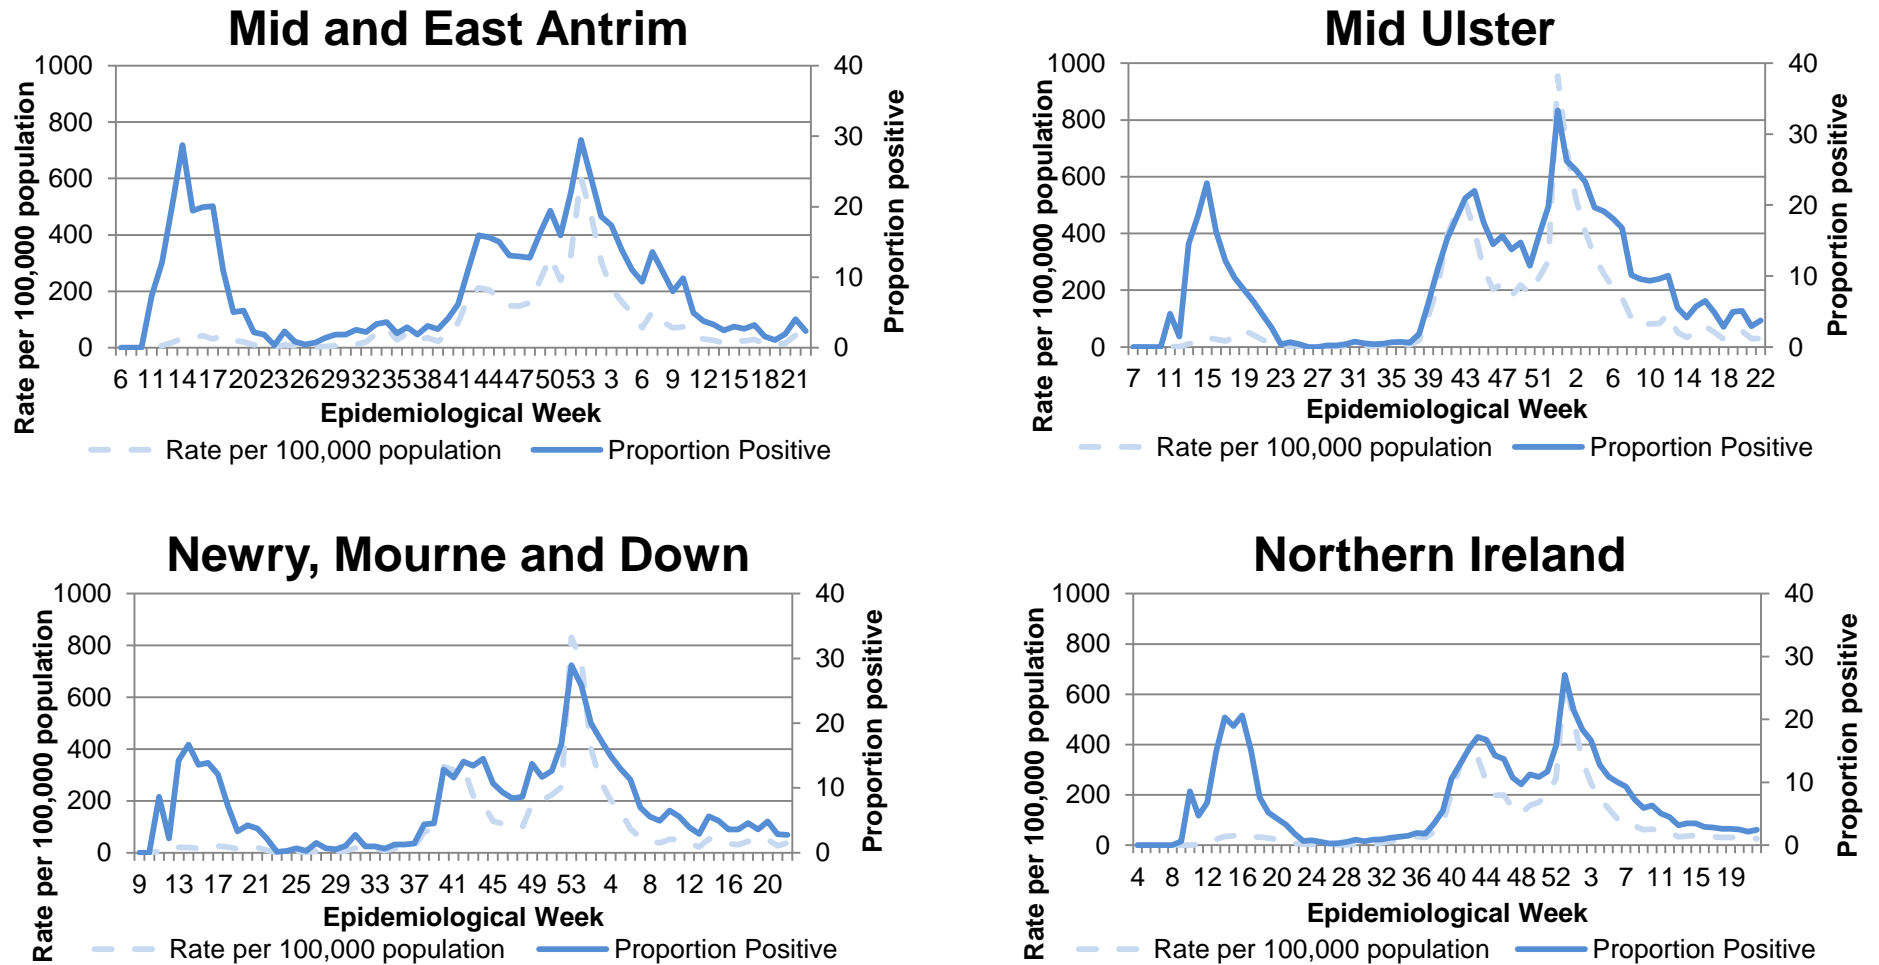 Mid and East Antrim
Rate per 100,000 population
1000
800
600
400
200
0
40
30
20
10
0
Proportion positive
6 11 14 17 20 23 26 29 32 35 38 41 44 47 50 53 3 6 9 12 15 18 21
Epidemiological Week
Rate per 100,000 population Proportion Positive
Mid Ulster
Rate per 100,000 population
1000
800
600
400
200
0
40
30
20
10
0
Proportion positive
7 11 15 19 23 27 31 35 39 43 47 51 2 6 10 14 18 22
Epidemiological Week
Rate per 100,000 population Proportion Positive
Newry, Mourne and Down
Rate per 100,000 population
1000
800
600
400
200
0
40
30
20
10
0
Proportion positive
9 13 17 21 25 29 33 37 41 45 49 53 4 8 12 16 20
Epidemiological Week
Rate per 100,000 population Proportion Positive
Northern Ireland
Rate per 100,000 population
1000
800
600
400
200
0
40
30
20
10
0
Proportion positive
4 8 12 16 20 24 28 32 36 40 44 48 52 3 7 11 15 19
Epidemiological Week
Rate per 100,000 population Proportion Positive